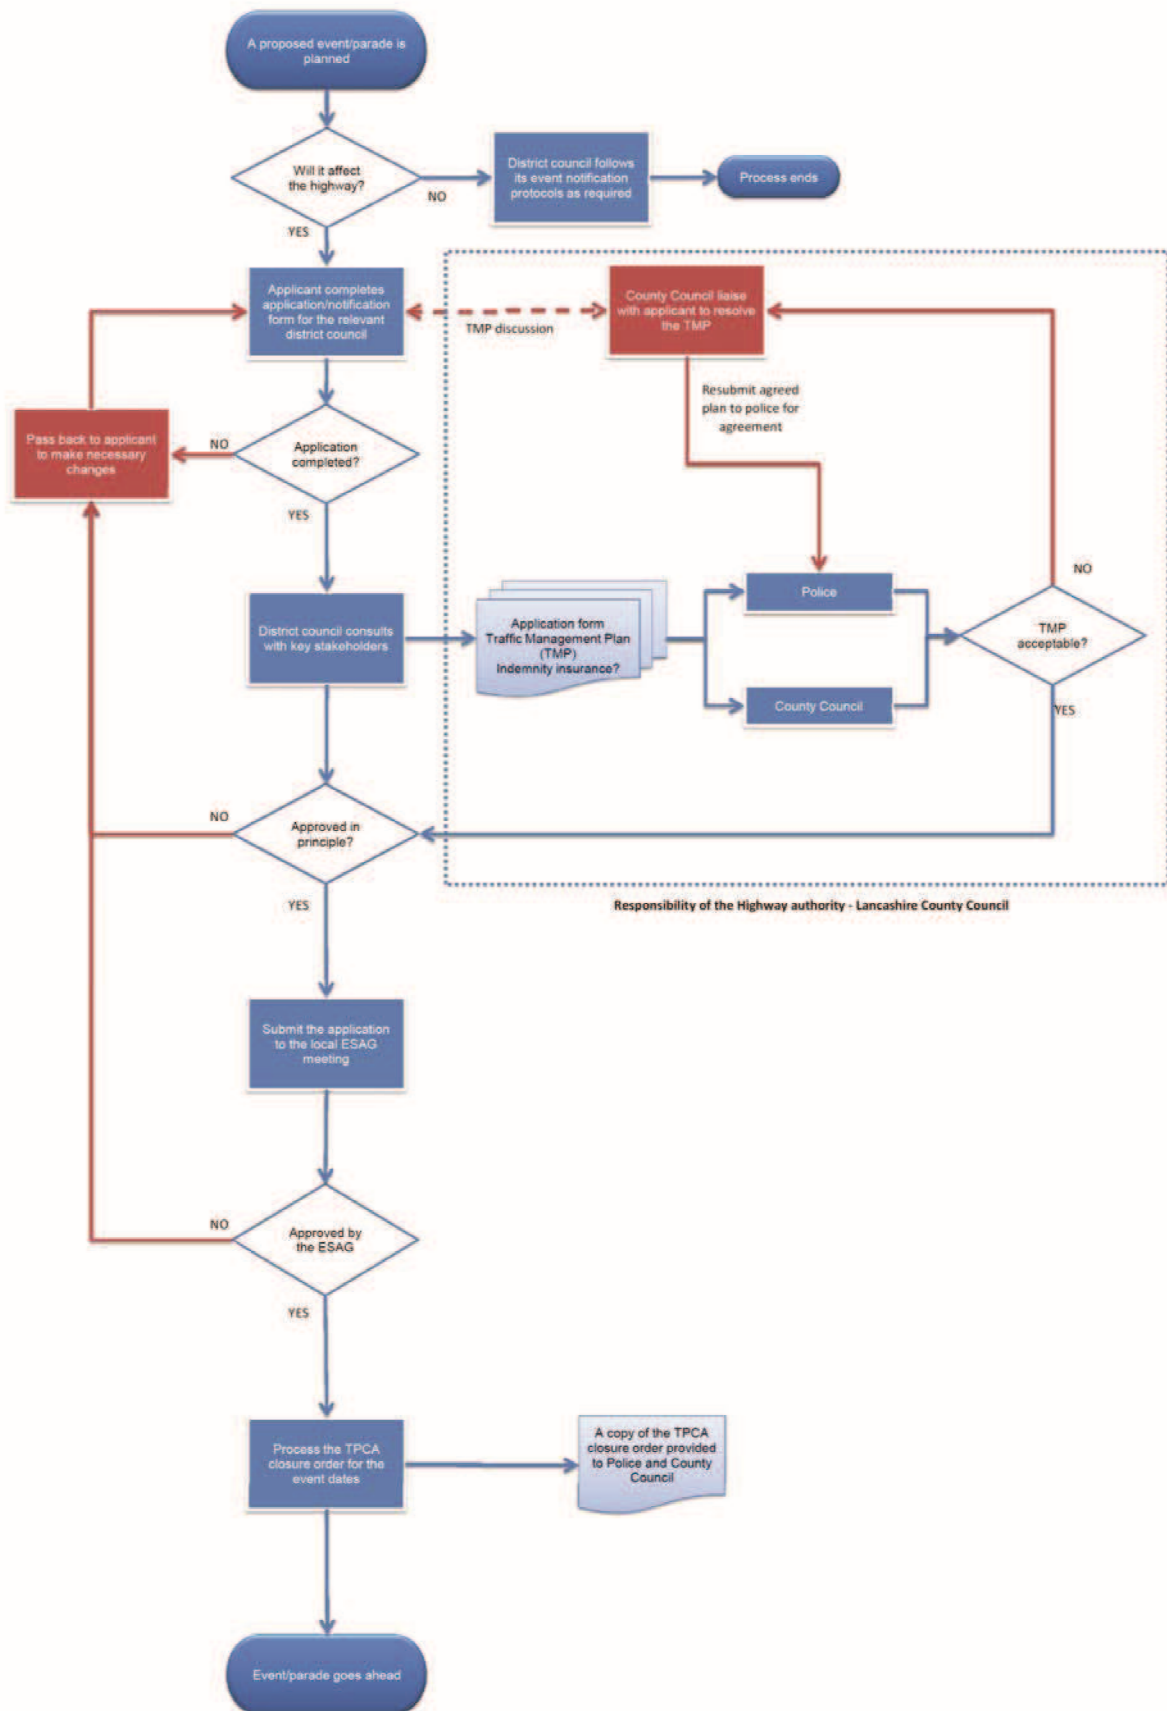 A proposed event/parade is
planned
Will it affect
the highway?
NO
District council follows
its event notification
protocols as required
Process ends
YES
Applicant completes
application/notification
form for the relevant
district council
TMP discussion
County Council liaise
with applicant to resolve
the TMP
Resubmit agreed
plan to police for
agreement
Pass back to applicant
to make necessary
changes
NO
Application
completed?
YES
District council consults
with key stakeholders
Application form
Traffic Management Plan
(TMP)
Indemnity insurance?
Police
County Council
NO
TMP
acceptable?
YES
NO
Approved in
principle?
YES
Responsibility of the Highway authority - Lancashire County Council
Submit the application
to the local ESAG
meeting
NO
Approved by
the ESAG
YES
Process the TPCA
closure order for the
event dates
A copy of the TPCA
closure order provided
to Police and County
Council
Event/parade goes ahead